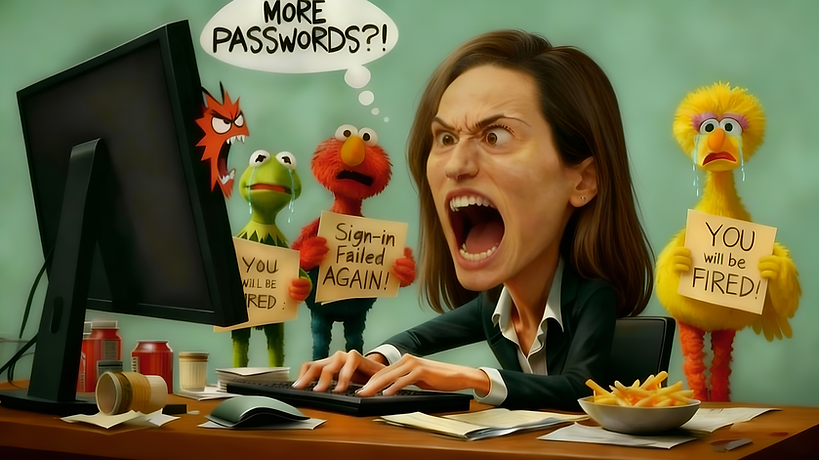 MORE
PASSWORDS?!
YOU
WILL BE
FIRED!
Sign-in
Failed
AGAIN!
YOU
will be
FIRED!